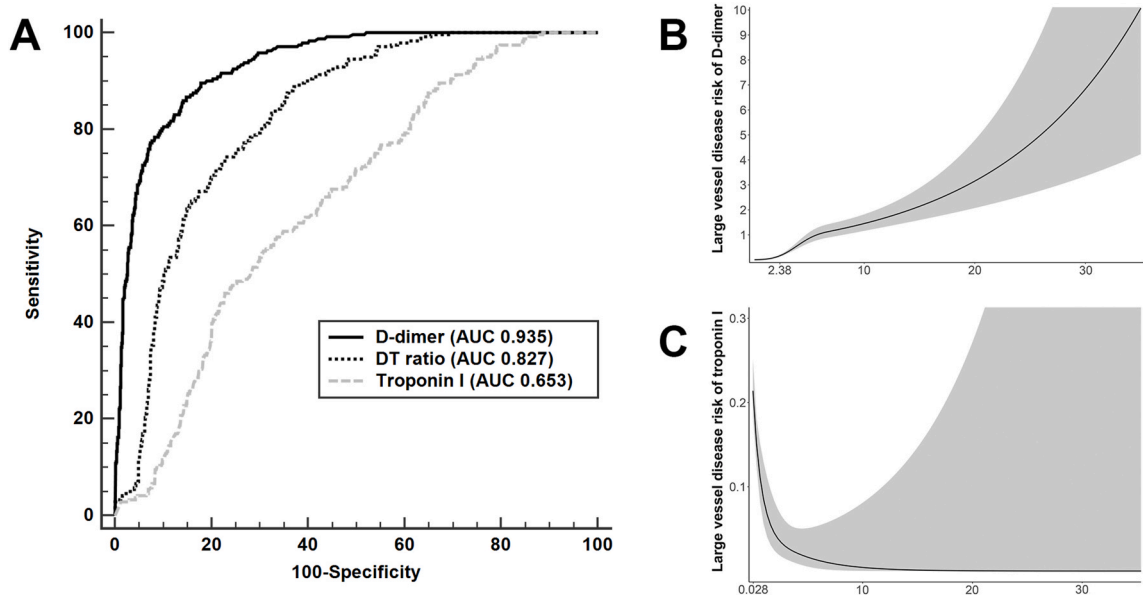 A
100
80
60
40
20
0
Sensitivity
0 20 40 60 80 100
100-Specificity
D-dimer (AUC 0.935)
DT ratio (AUC 0.827)
Troponin I (AUC 0.653)
B
Large vessel disease risk of D-dimer
10
9
8
7
6
5
4
3
2
1
2.38 10 20 30
C
Large vessel disease risk of troponin I
0.3
0.2
0.1
0.028 10 20 30